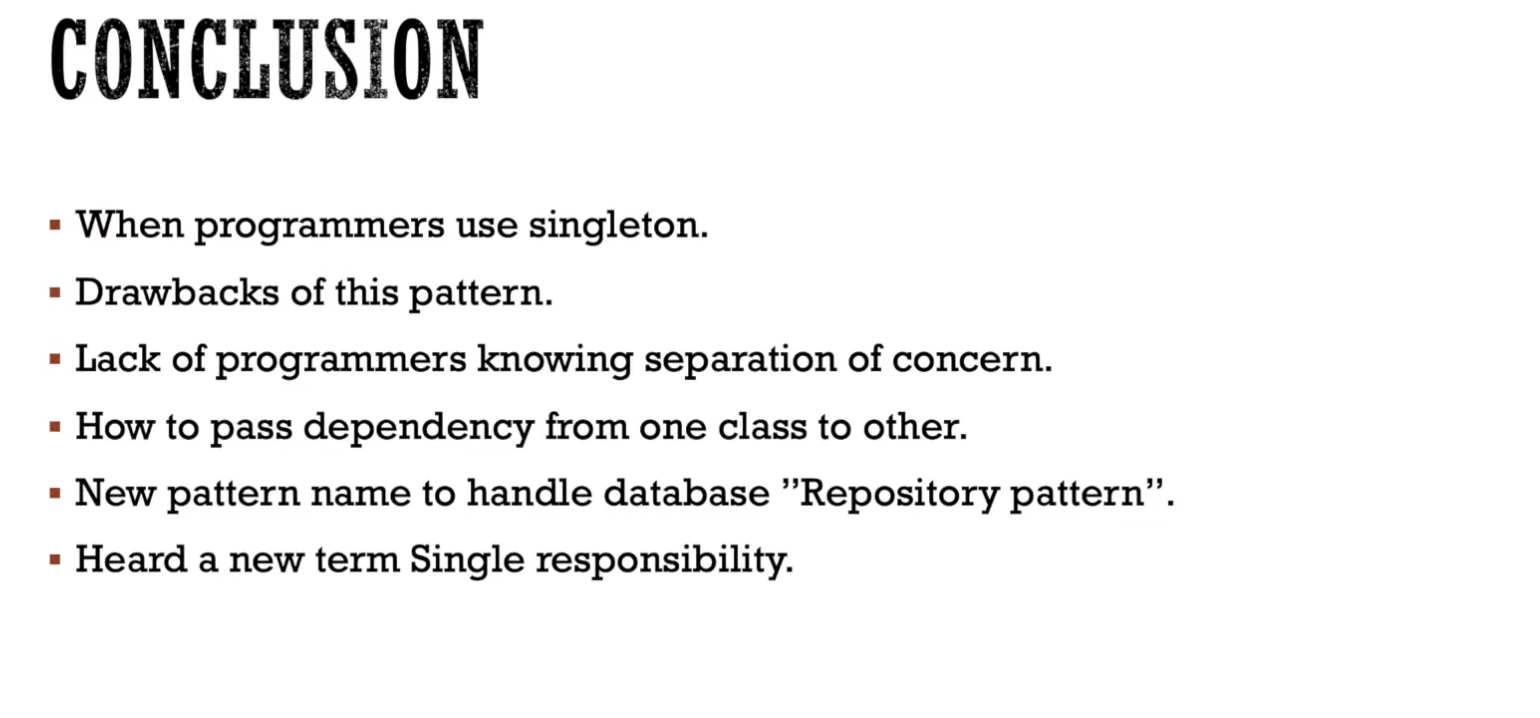 CONCLUSION
▪ When programmers use singleton.
▪ Drawbacks of this pattern.
▪ Lack of programmers knowing separation of concern.
▪ How to pass dependency from one class to other.
▪ New pattern name to handle database ”Repository pattern”.
▪ Heard a new term Single responsibility.